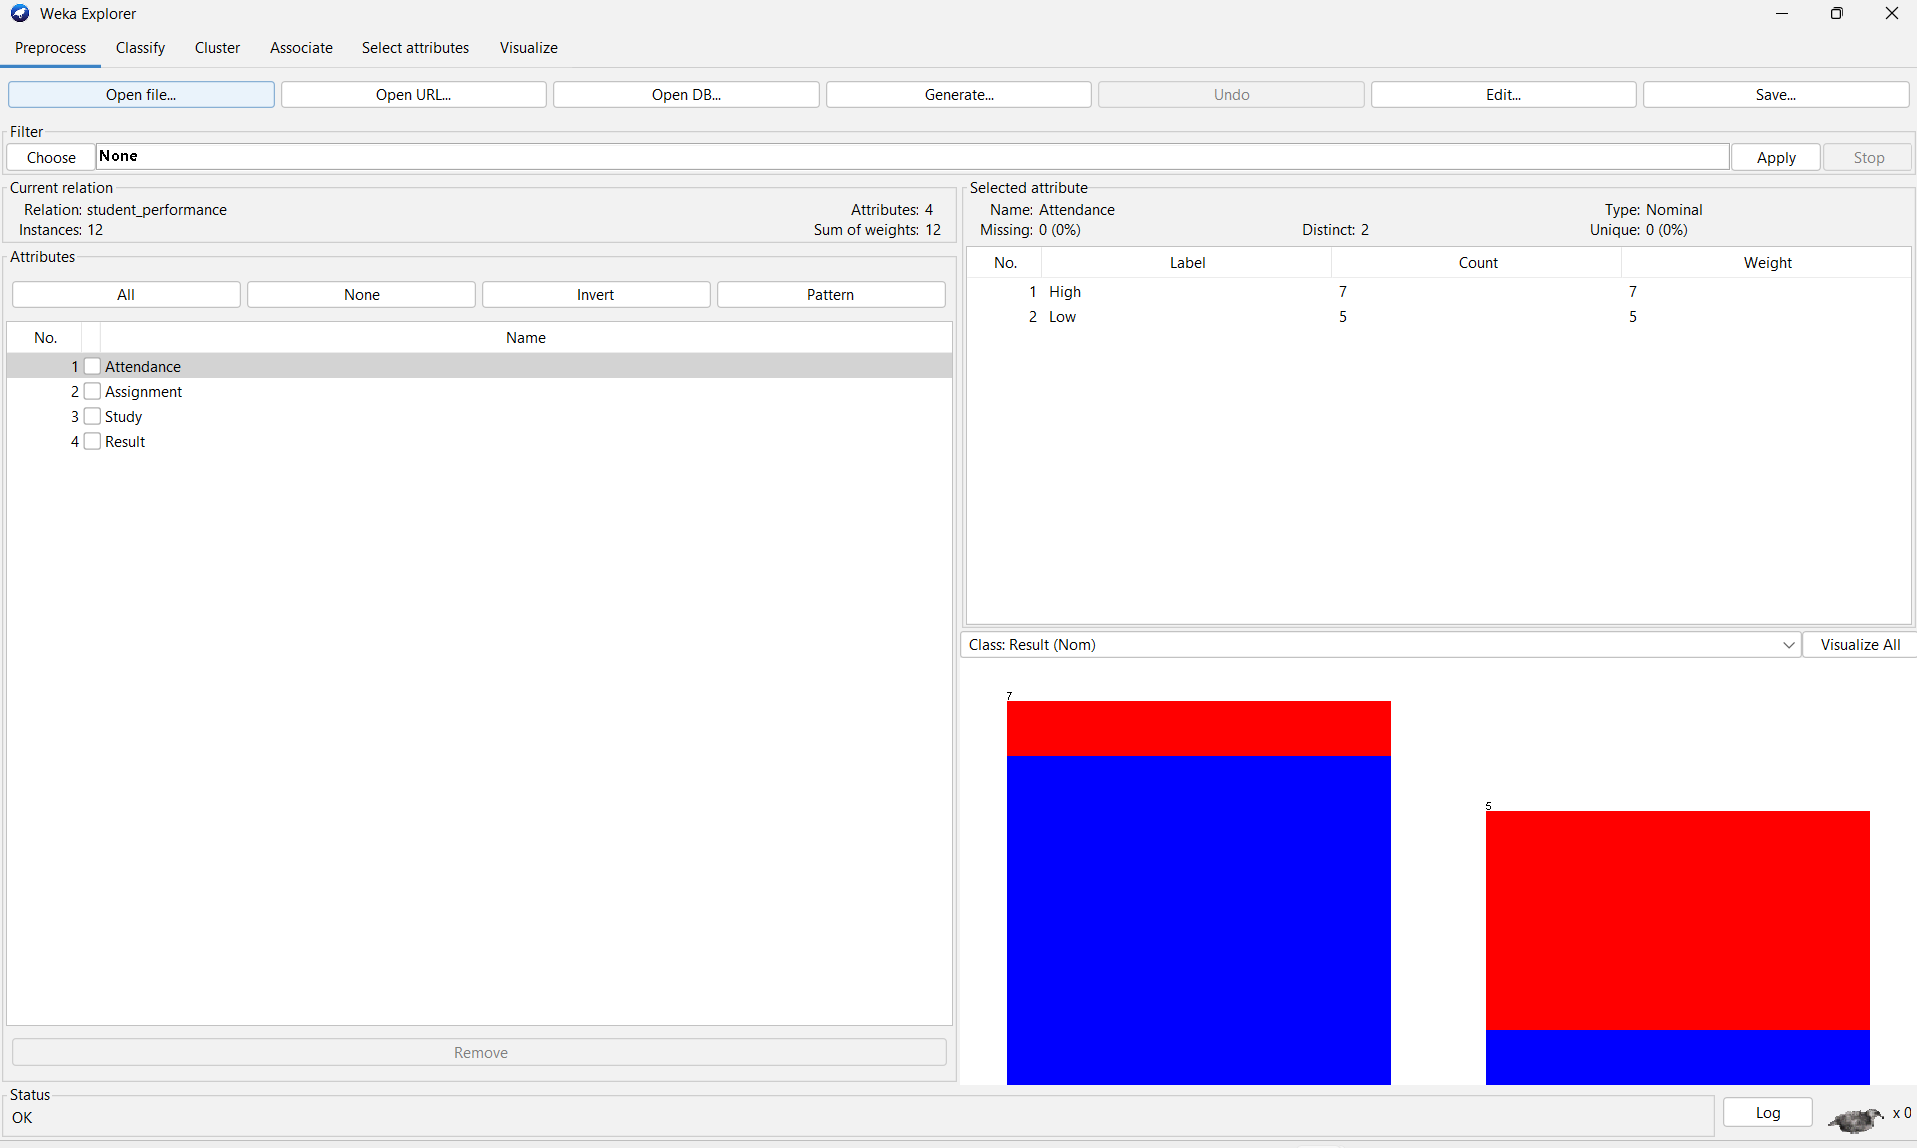 Weka Explorer
Preprocess Classify Cluster Associate Select attributes Visualize
Open file... Open URL... Open DB... Generate... Undo Edit... Save...
Filter
Choose None Apply Stop
Current relation
Relation: student_performance Attributes: 4
Instances: 12 Sum of weights: 12
Attributes
All None Invert Pattern
No. Name
1 Attendance
2 Assignment
3 Study
4 Result
Remove
Selected attribute
Name: Attendance Type: Nominal
Missing: 0 (0%) Distinct: 2 Unique: 0 (0%)
No. Label Count Weight
1 High 7 7
2 Low 5 5
Class: Result (Nom) Visualize All
7
5
Status
OK
Log x 0